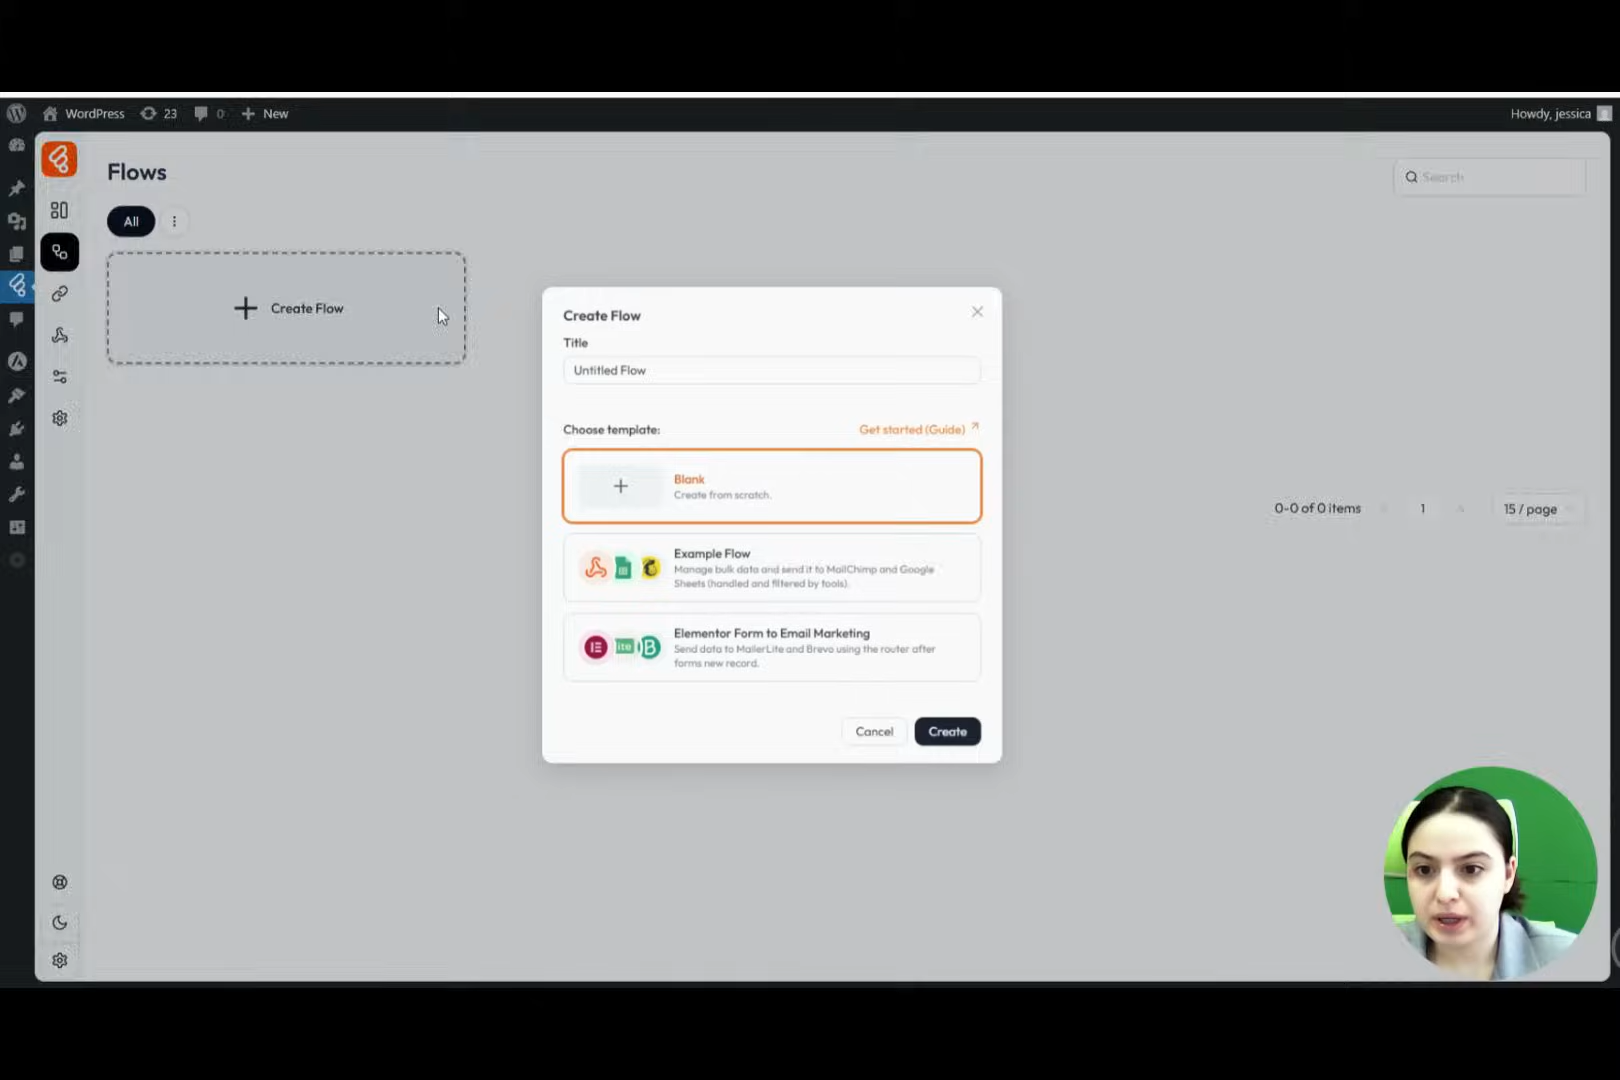 WordPress 23 0 New Howdy, jessica
Flows
Search
All
Create Flow
Create Flow
Title
Untitled Flow
Choose template: Get started (Guide)
Blank
Create from scratch.
Example Flow
Manage bulk data and send it to MailChimp and Google
Sheets (handled and filtered by tools).
Elementor Form to Email Marketing
Send data to MailerLite and Brevo using the router after
forms new record.
lite B
Cancel Create
0-0 of 0 items 1 15 / page